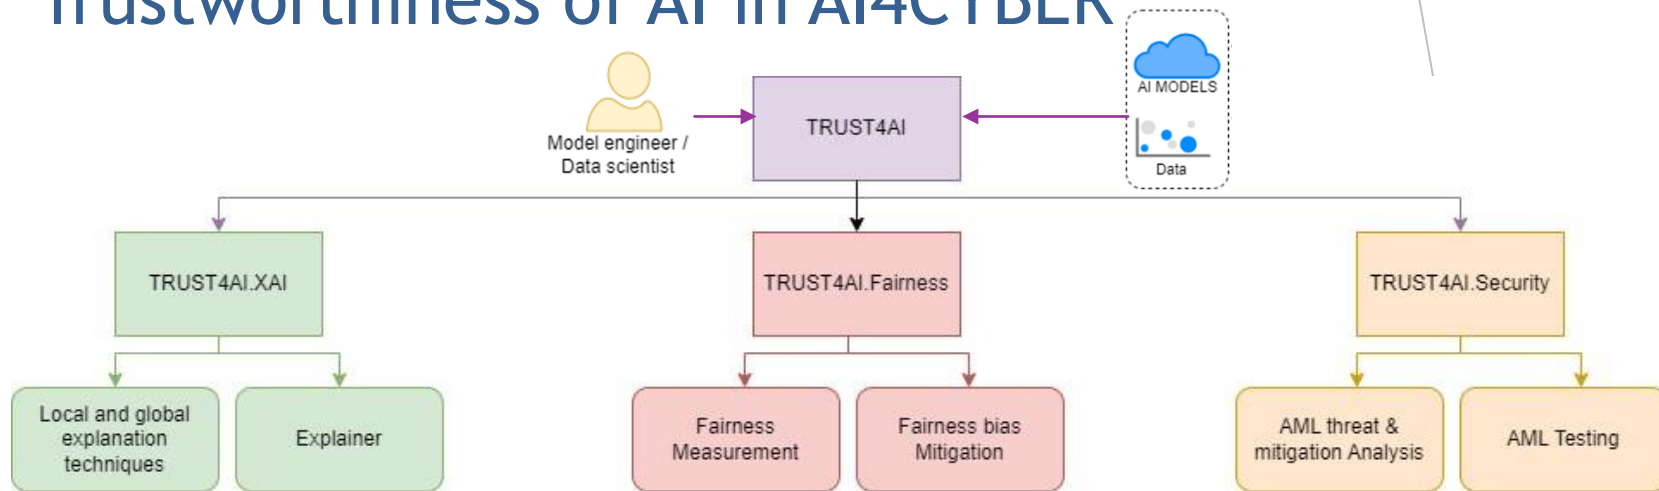 Trustworthiness of AI in AI4CYBER
AI MODELS
Data
Model engineer /
Data scientist
TRUST4AI
TRUST4AI.XAI
TRUST4AI.Fairness
TRUST4AI.Security
Local and global
explanation
techniques
Explainer
Fairness
Measurement
Fairness bias
Mitigation
AML threat &
mitigation Analysis
AML Testing